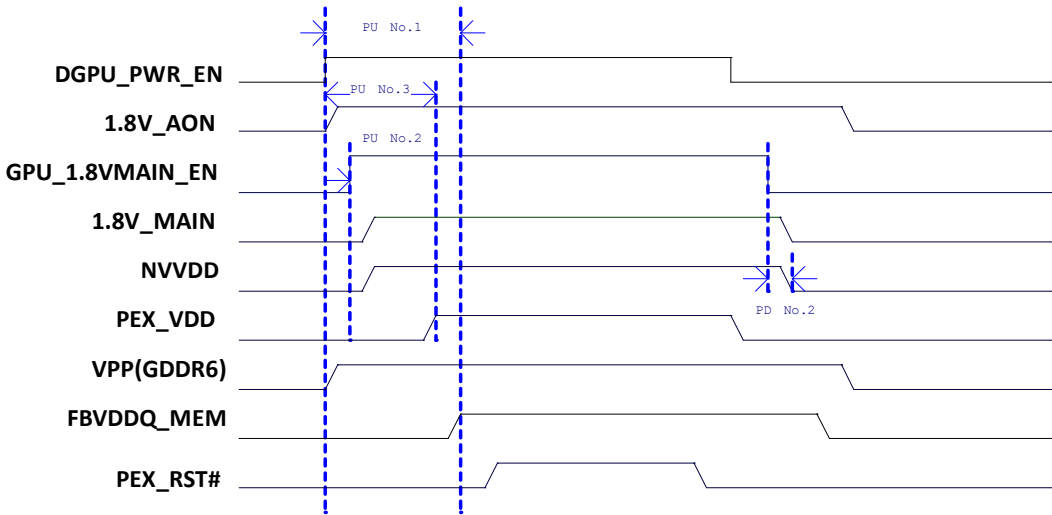 PU No.1
DGPU_PWR_EN
PU No.3
1.8V_AON
PU No.2
GPU_1.8VMAIN_EN
1.8V_MAIN
NVVDD
PD No.2
PEX_VDD
VPP(GDDR6)
FBVDDQ_MEM
PEX_RST#